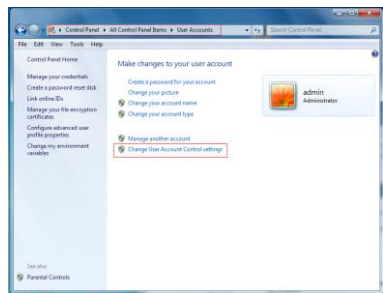 Control Panel ▸ All Control Panel Items ▸ User Accounts
Search Control Panel
File Edit View Tools Help
Control Panel Home
Manage your credentials
Create a password reset disk
Link online IDs
Manage your file encryption
certificates
Configure advanced user
profile properties
Change my environment
variables
See also
Parental Controls
Make changes to your user account
Create a password for your account
Change your picture
Change your account name
Change your account type
Manage another account
Change User Account Control settings
admin
Administrator